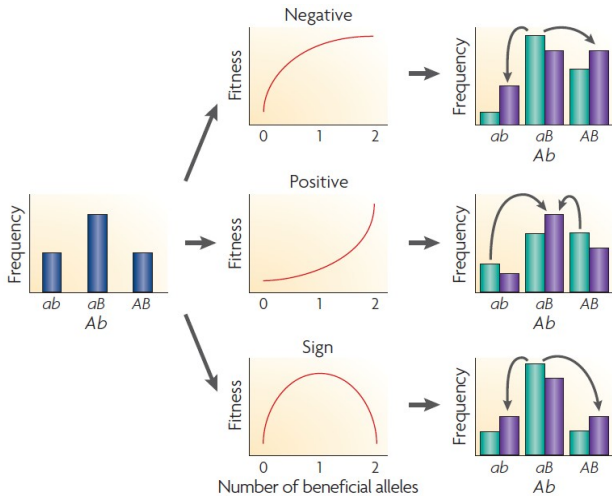 Negative
Fitness
0 1 2
Frequency
ab aB AB
Ab
Frequency
ab aB AB
Ab
Positive
Fitness
0 1 2
Frequency
ab aB AB
Ab
Sign
Fitness
0 1 2
Number of beneficial alleles
Frequency
ab aB AB
Ab